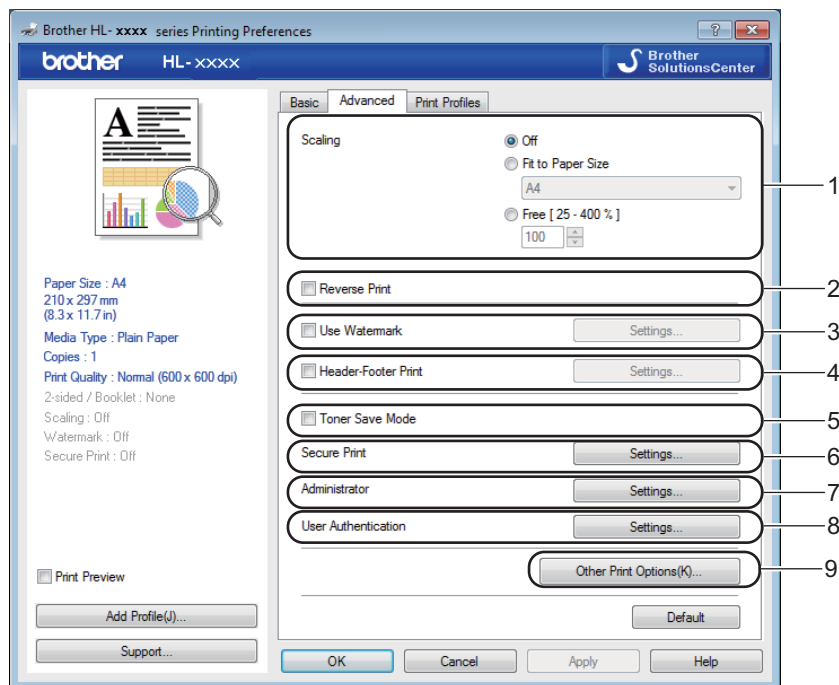 Brother HL- xxxx series Printing Preferences
brother HL-xxxx
Brother
SolutionsCenter
A
Paper Size : A4
210 x 297 mm
(8.3 x 11.7 in)
Media Type : Plain Paper
Copies : 1
Print Quality : Normal (600 x 600 dpi)
2-sided / Booklet : None
Scaling : Off
Watermark : Off
Secure Print : Off
Print Preview
Add Profile(J)...
Support...
Basic Advanced Print Profiles
Scaling
Off
Fit to Paper Size
A4
Free [ 25 - 400 % ]
100
1
Reverse Print
2
Use Watermark Settings...
3
Header-Footer Print Settings...
4
Toner Save Mode
5
Secure Print Settings...
6
Administrator Settings...
7
User Authentication Settings...
8
Other Print Options(K)...
9
Default
OK Cancel Apply Help